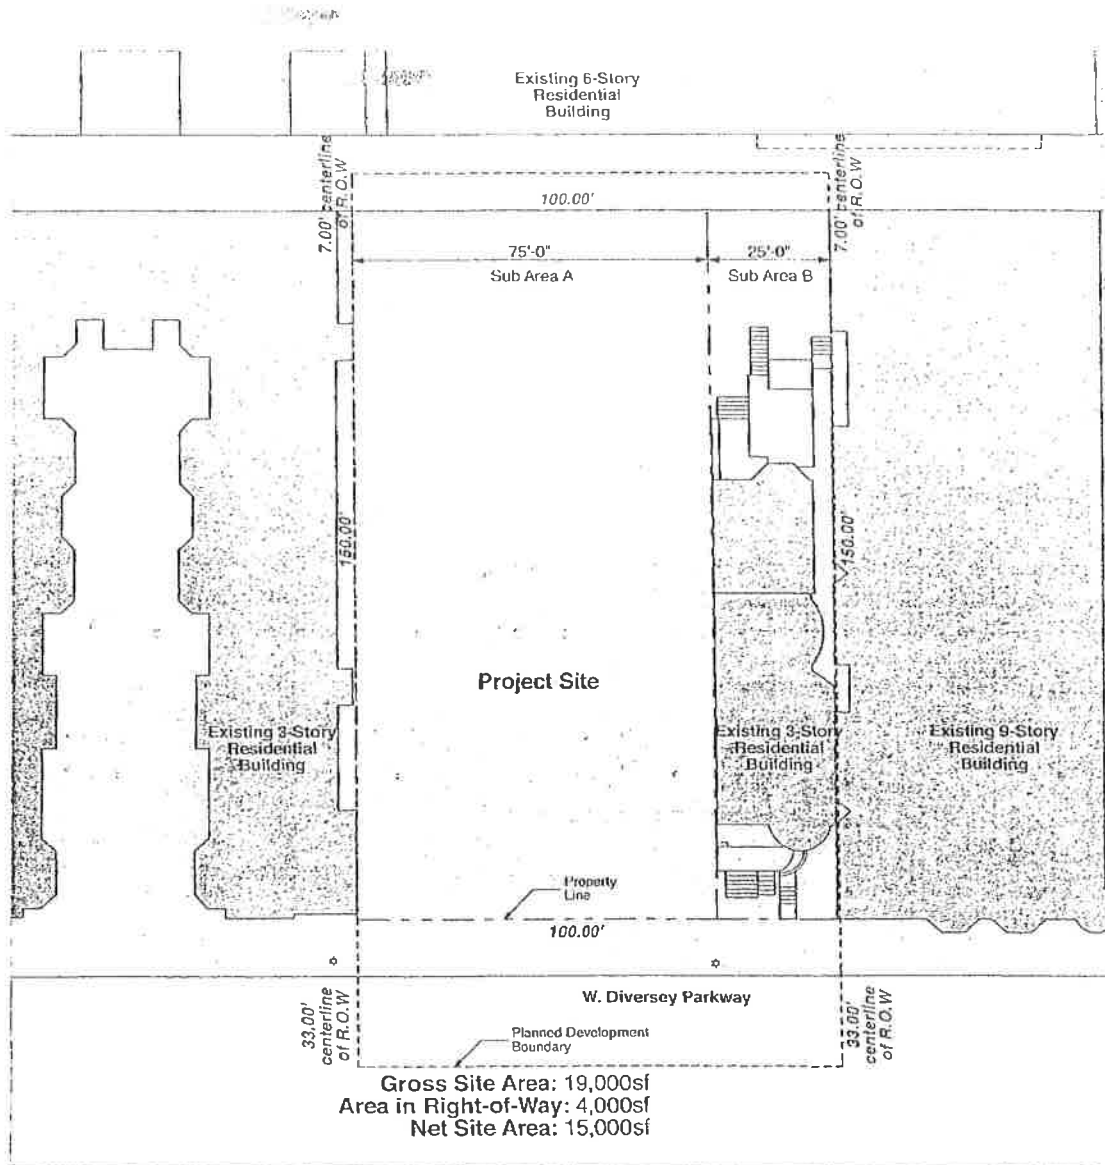 Existing 6-Story
Residential
Building
7.00' centerline
of R.O.W
7.00' centerline
of R.O.W
100.00'
75'-0"
25'-0"
Sub Area A
Sub Area B
150.00'
150.00'
Project Site
Existing 3-Story
Residential
Building
Existing 3-Story
Residential
Building
Existing 9-Story
Residential
Building
Property
Line
100.00'
W. Diversey Parkway
33.00'
centerline
of R.O.W
33.00'
centerline
of R.O.W
Planned Development
Boundary
Gross Site Area: 19,000sf
Area in Right-of-Way: 4,000sf
Net Site Area: 15,000sf